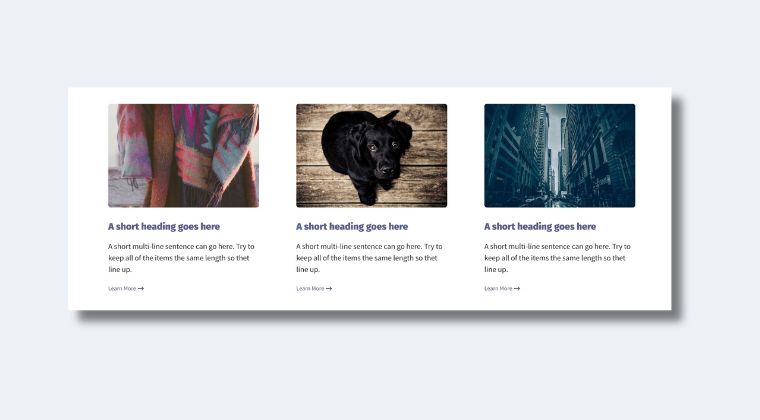 A short heading goes here
A short multi-line sentence can go here. Try to
keep all of the items the same length so thet
line up.
Learn More →
A short heading goes here
A short multi-line sentence can go here. Try to
keep all of the items the same length so thet
line up.
Learn More →
A short heading goes here
A short multi-line sentence can go here. Try to
keep all of the items the same length so thet
line up.
Learn More →